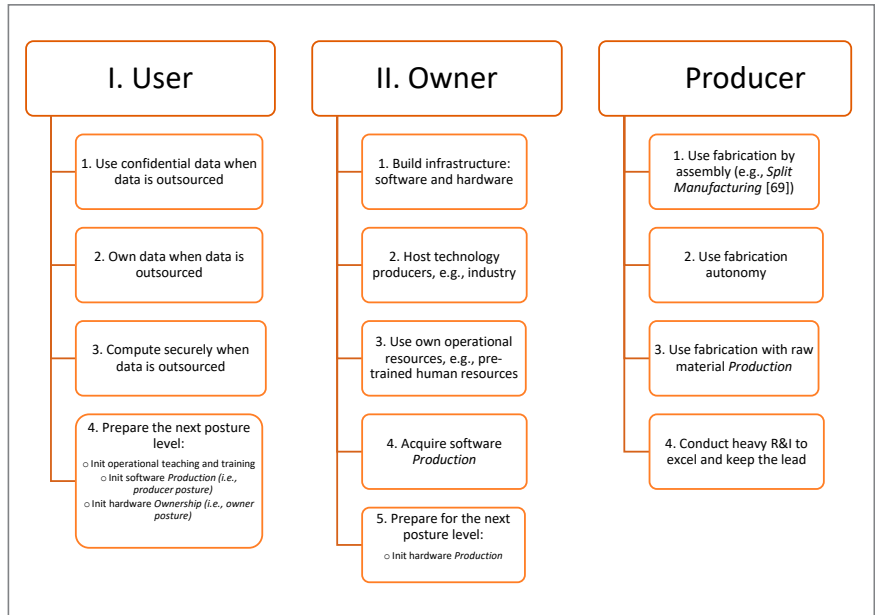 I. User
1. Use confidential data when
data is outsourced
2. Own data when data is
outsourced
3. Compute securely when
data is outsourced
4. Prepare the next posture
level:
○ Init operational teaching and training
○ Init software Production (i.e.,
producer posture)
○ Init hardware Ownership (i.e., owner
posture)
II. Owner
1. Build infrastructure:
software and hardware
2. Host technology
producers, e.g., industry
3. Use own operational
resources, e.g., pre-
trained human resources
4. Acquire software
Production
5. Prepare for the next
posture level:
○ Init hardware Production
Producer
1. Use fabrication by
assembly (e.g., Split
Manufacturing [69])
2. Use fabrication
autonomy
3. Use fabrication with raw
material Production
4. Conduct heavy R&I to
excel and keep the lead